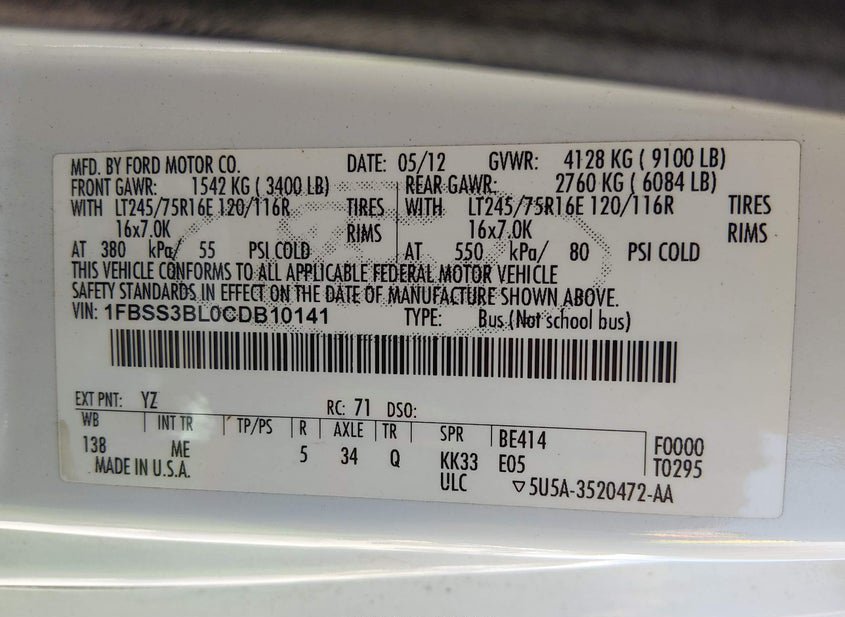 MFD. BY FORD MOTOR CO. DATE: 05/12 GVWR: 4128 KG ( 9100 LB)
FRONT GAWR: 1542 KG ( 3400 LB) REAR GAWR: 2760 KG ( 6084 LB)
WITH LT245/75R16E 120/116R TIRES WITH LT245/75R16E 120/116R TIRES
16x7.0K RIMS 16x7.0K RIMS
AT 380 kPa/ 55 PSI COLD AT 550 kPa/ 80 PSI COLD
THIS VEHICLE CONFORMS TO ALL APPLICABLE FEDERAL MOTOR VEHICLE
SAFETY STANDARDS IN EFFECT ON THE DATE OF MANUFACTURE SHOWN ABOVE.
VIN: 1FBSS3BL0CDB10141 TYPE: Bus (Not school bus)
EXT PNT: YZ RC: 71 DSO:
WB INT TR TP/PS R AXLE TR SPR BE414 F0000
138 ME 5 34 Q KK33 E05 T0295
MADE IN U.S.A. ULC ▽5U5A-3520472-AA